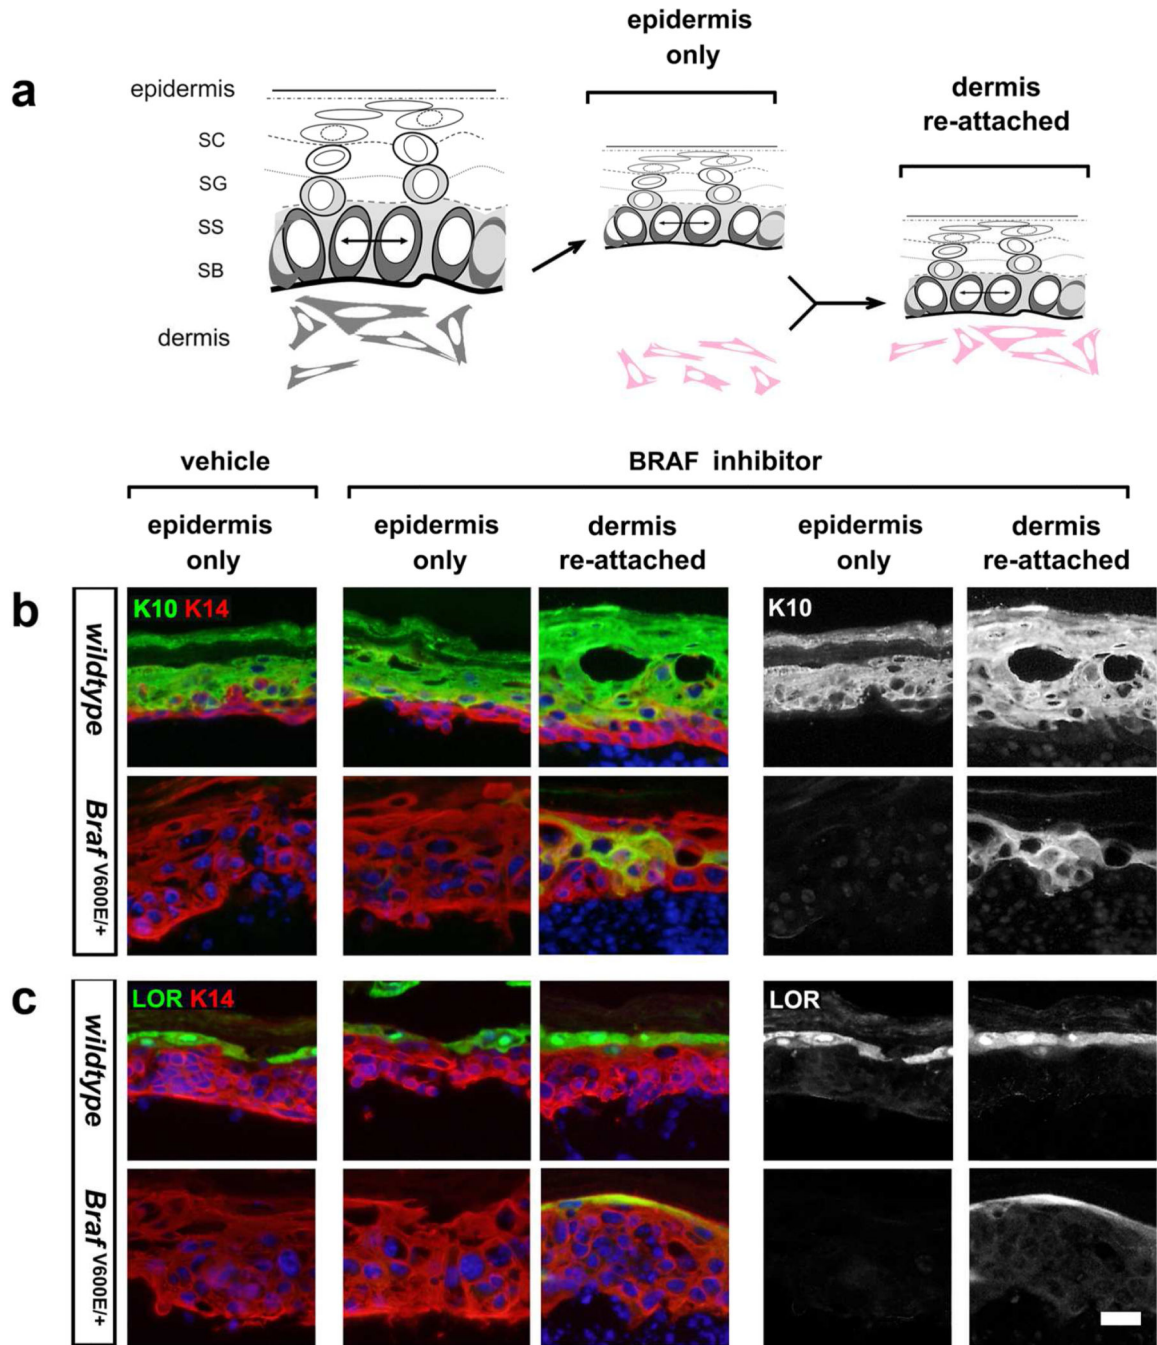 a
epidermis
SC
SG
SS
SB
dermis
epidermis
only
dermis
re-attached
vehicle
BRAF inhibitor
epidermis
only
epidermis
only
dermis
re-attached
epidermis
only
dermis
re-attached
b
wildtype
K10 K14
K10
Braf V600E/+
c
wildtype
LOR K14
LOR
Braf V600E/+